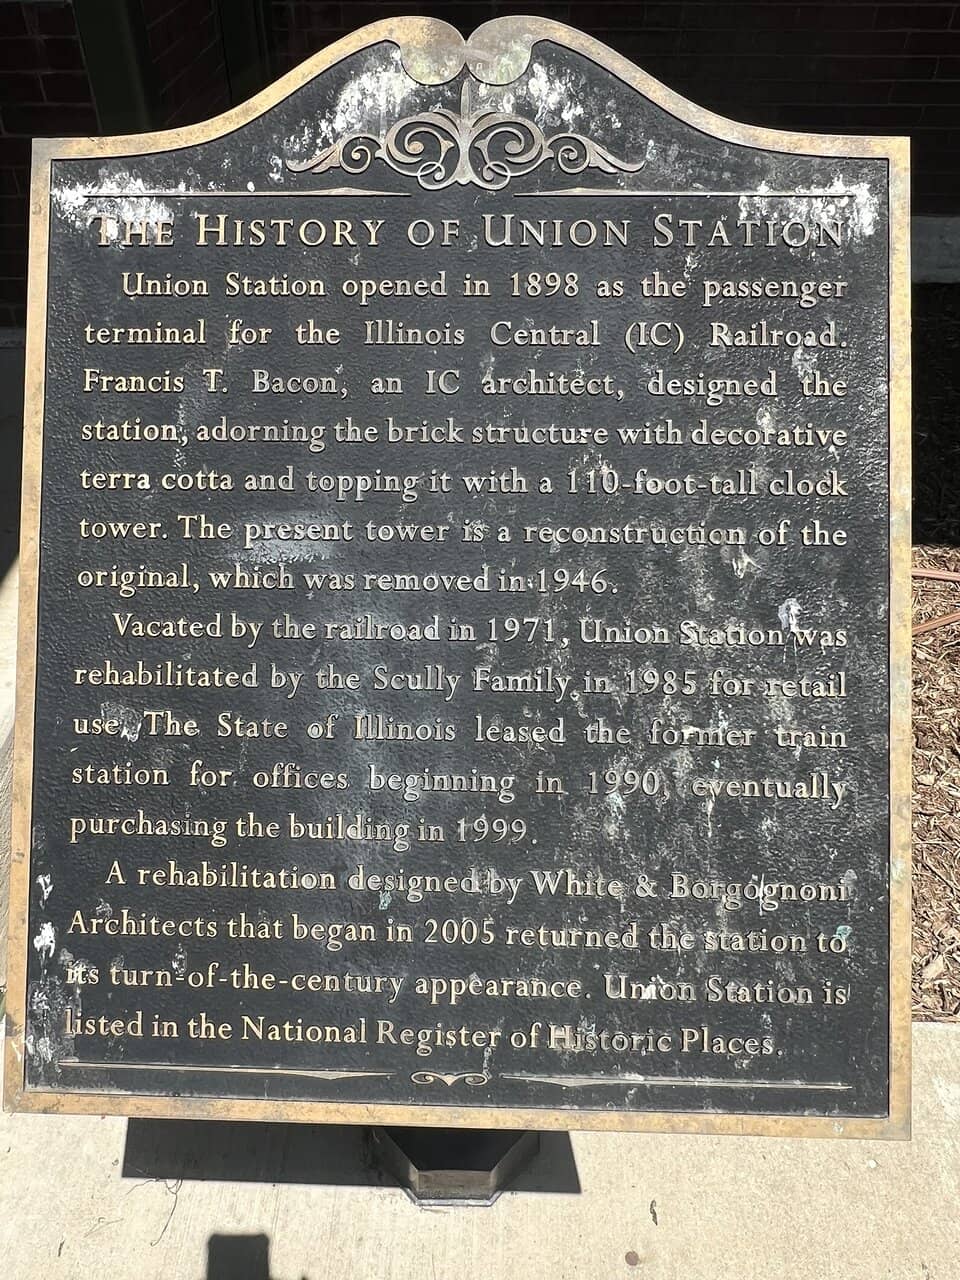 The History of Union Station
Union Station opened in 1898 as the passenger
terminal for the Illinois Central (IC) Railroad.
Francis T. Bacon, an IC architect, designed the
station, adorning the brick structure with decorative
terra cotta and topping it with a 110-foot-tall clock
tower. The present tower is a reconstruction of the
original, which was removed in 1946.
Vacated by the railroad in 1971, Union Station was
rehabilitated by the Scully Family in 1985 for retail
use. The State of Illinois leased the former train
station for offices beginning in 1990, eventually
purchasing the building in 1999.
A rehabilitation designed by White & Borgognoni
Architects that began in 2005 returned the station to
its turn-of-the-century appearance. Union Station is
listed in the National Register of Historic Places.